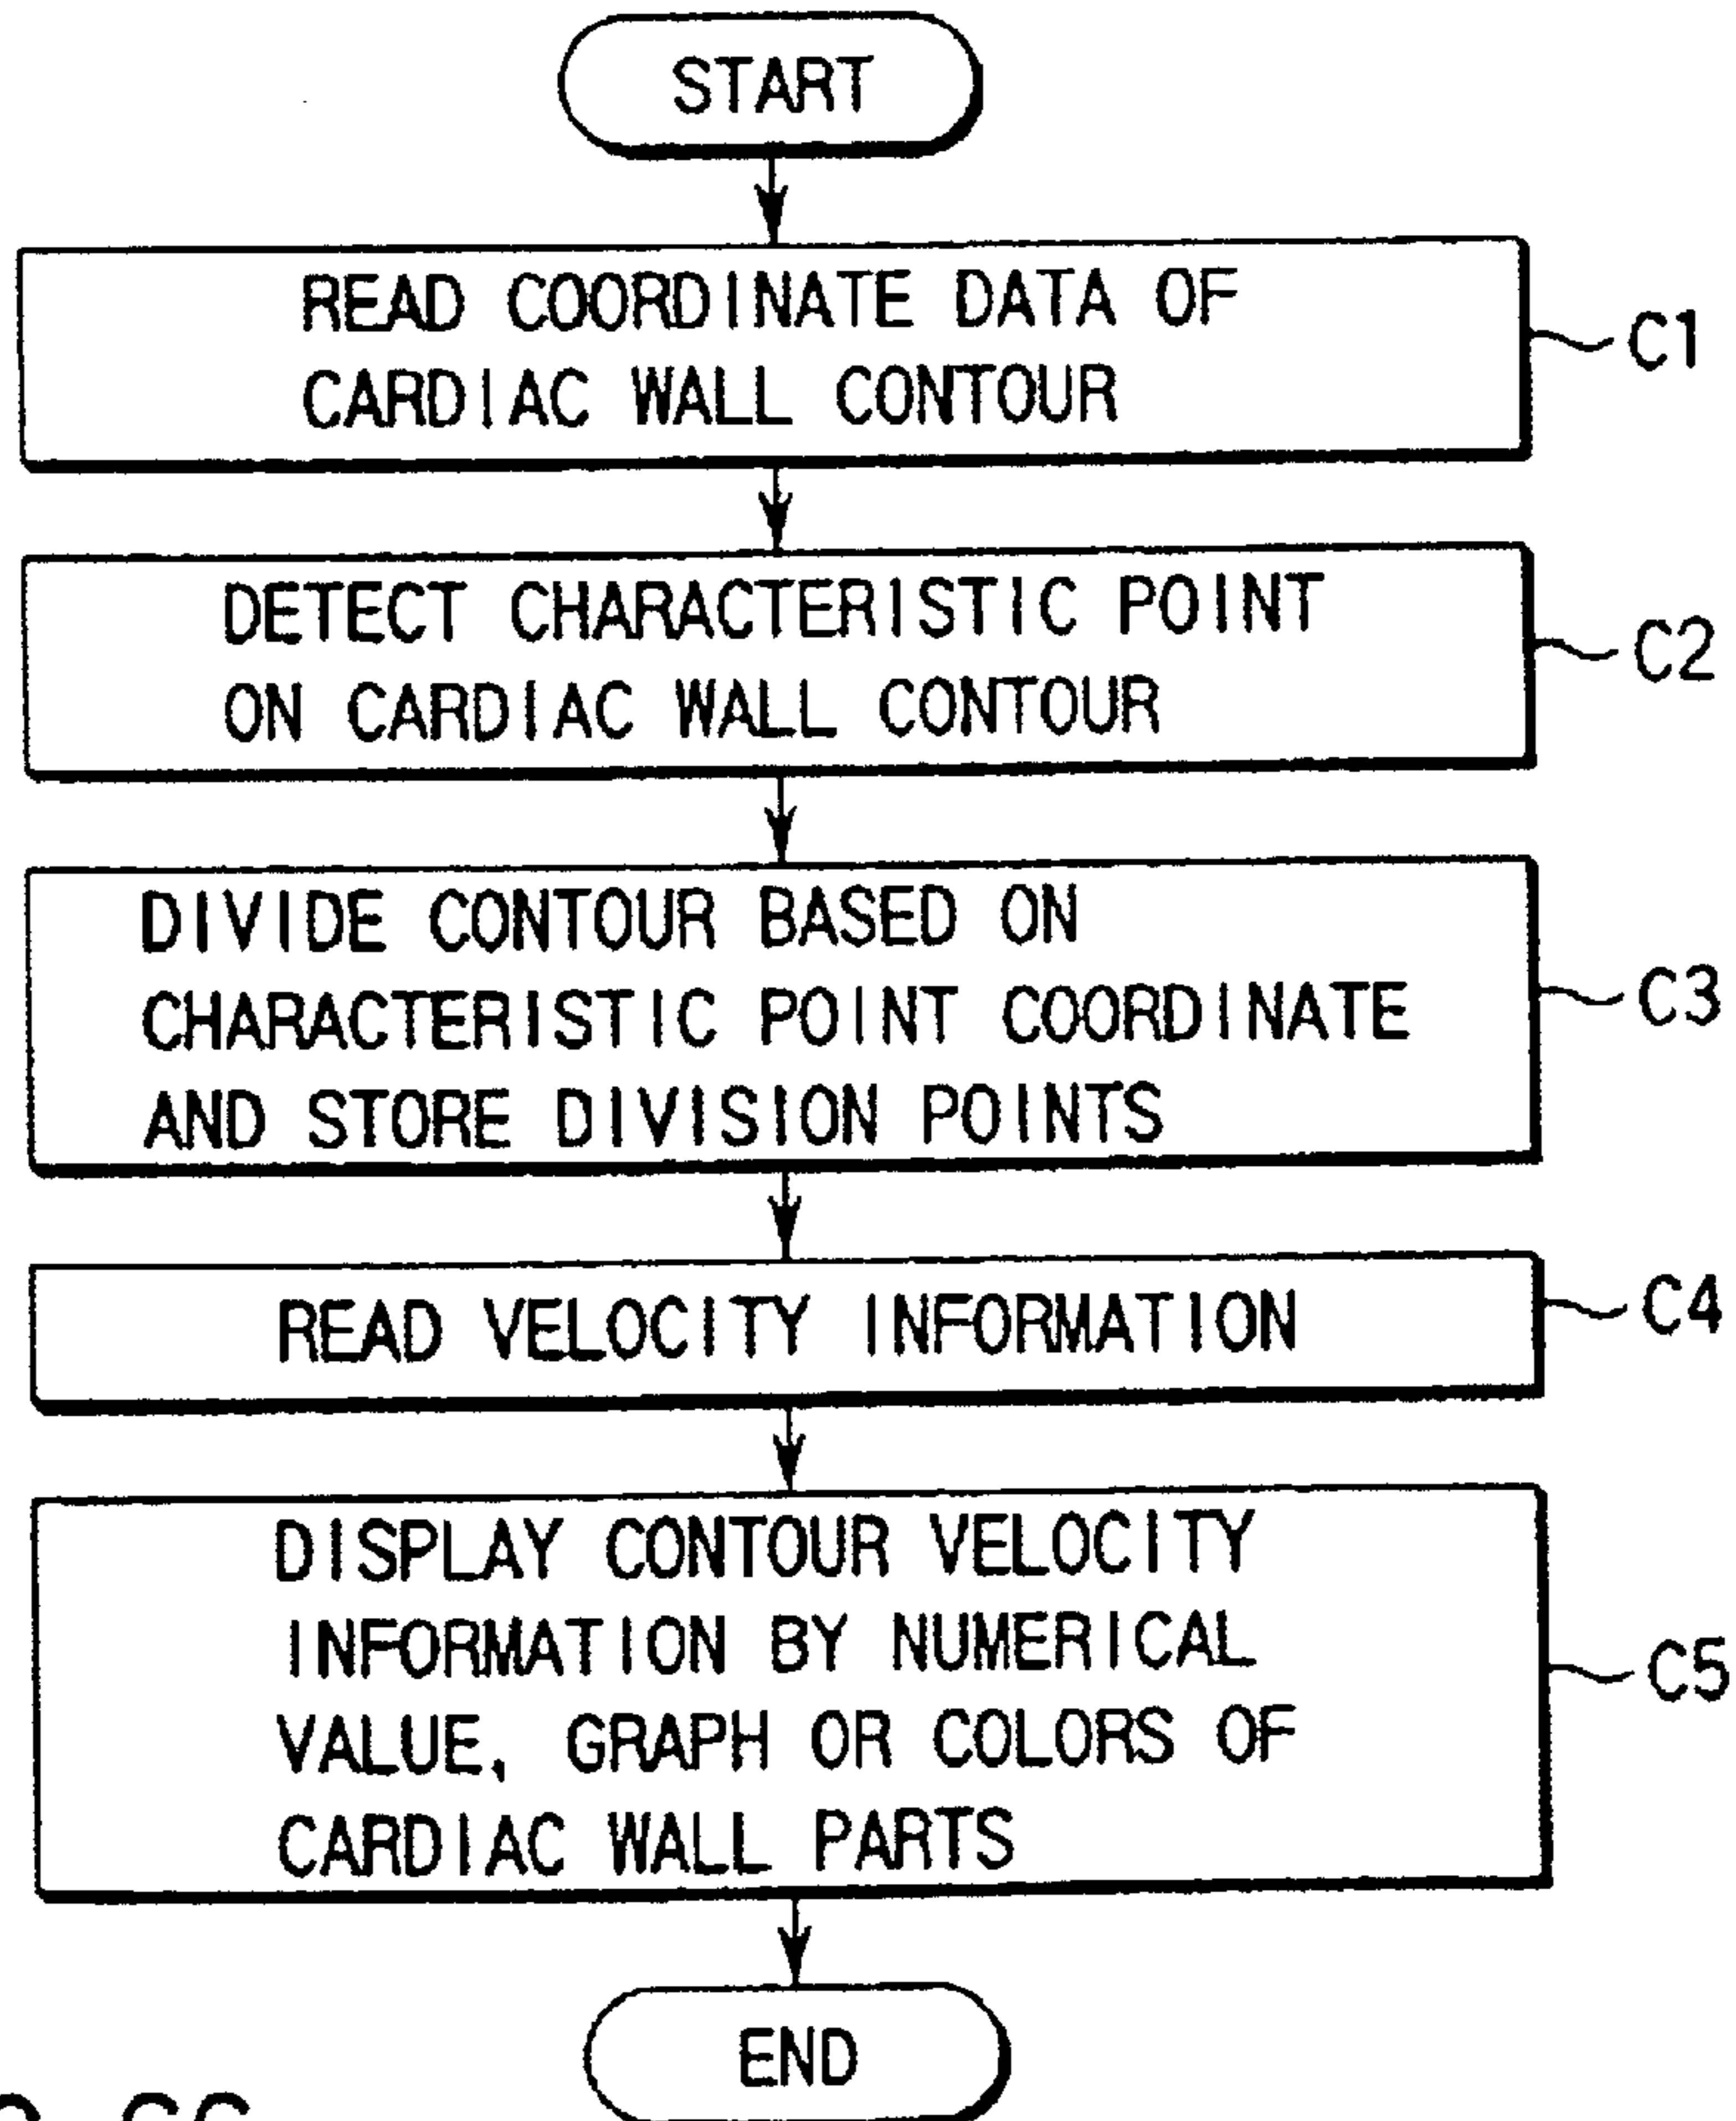 START
READ COORDINATE DATA OF
CARDIAC WALL CONTOUR
C1
DETECT CHARACTERISTIC POINT
ON CARDIAC WALL CONTOUR
C2
DIVIDE CONTOUR BASED ON
CHARACTERISTIC POINT COORDINATE
AND STORE DIVISION POINTS
C3
READ VELOCITY INFORMATION
C4
DISPLAY CONTOUR VELOCITY
INFORMATION BY NUMERICAL
VALUE, GRAPH OR COLORS OF
CARDIAC WALL PARTS
C5
END